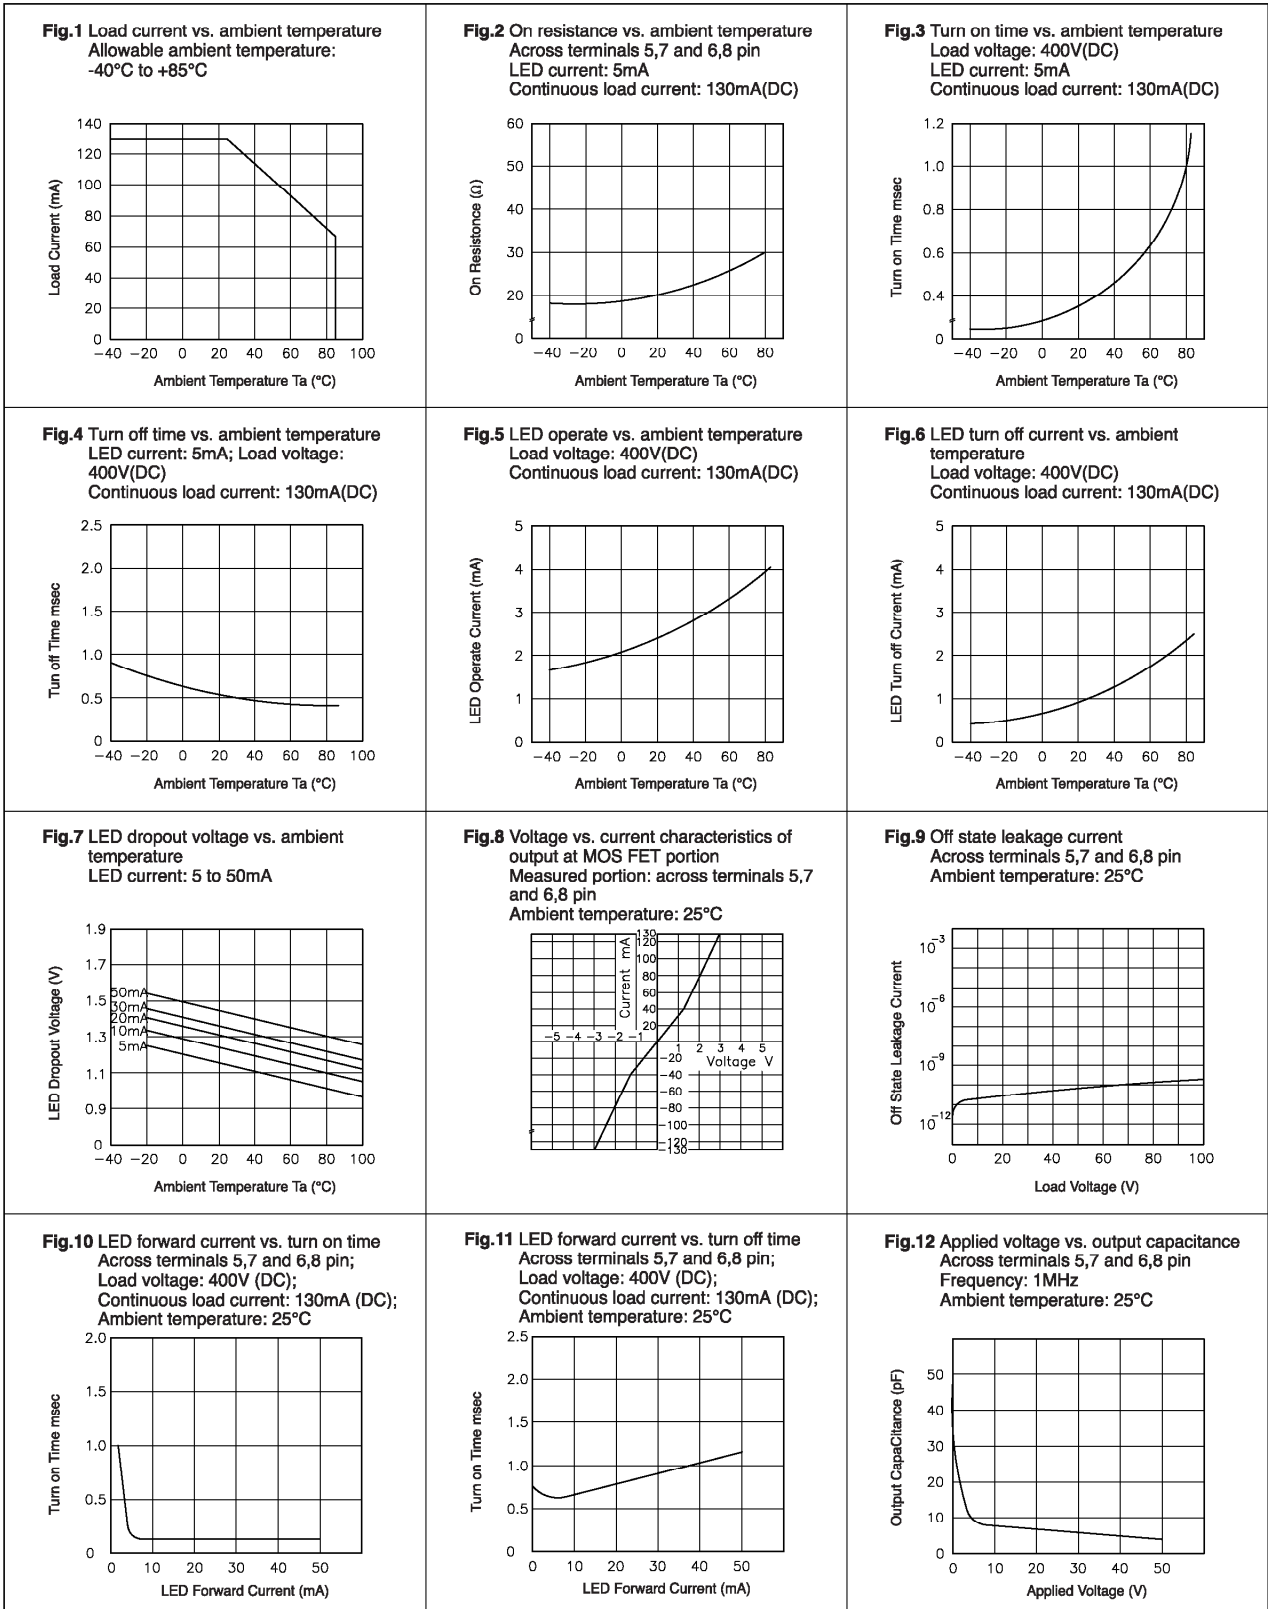 Fig.1 Load current vs. ambient temperature
Allowable ambient temperature:
-40°C to +85°C
140
120
100
80
60
40
20
0
Load Current (mA)
−40 −20 0 20 40 60 80 100
Ambient Temperature Ta (°C)
Fig.2 On resistance vs. ambient temperature
Across terminals 5,7 and 6,8 pin
LED current: 5mA
Continuous load current: 130mA(DC)
60
50
40
30
20
0
On Resistonce (Ω)
−40 −20 0 20 40 60 80
Ambient Temperature Ta (°C)
Fig.3 Turn on time vs. ambient temperature
Load voltage: 400V(DC)
LED current: 5mA
Continuous load current: 130mA(DC)
1.2
1.0
0.8
0.6
0.4
0
Turn on Time msec
−40 −20 0 20 40 60 80
Ambient Temperature Ta (°C)
Fig.4 Turn off time vs. ambient temperature
LED current: 5mA; Load voltage:
400V(DC)
Continuous load current: 130mA(DC)
2.5
2.0
1.5
1.0
0.5
0
Tun off Time msec
−40 −20 0 20 40 60 80 100
Ambient Temperature Ta (°C)
Fig.5 LED operate vs. ambient temperature
Load voltage: 400V(DC)
Continuous load current: 130mA(DC)
5
4
3
2
1
0
LED Operate Current (mA)
−40 −20 0 20 40 60 80
Ambient Temperature Ta (°C)
Fig.6 LED turn off current vs. ambient
temperature
Load voltage: 400V(DC)
Continuous load current: 130mA(DC)
5
4
3
2
1
0
LED Turn off Current (mA)
−40 −20 0 20 40 60 80
Ambient Temperature Ta (°C)
Fig.7 LED dropout voltage vs. ambient
temperature
LED current: 5 to 50mA
1.9
1.7
1.5
1.3
1.1
0.9
0
LED Dropout Voltage (V)
50mA
30mA
20mA
10mA
5mA
−40 −20 0 20 40 60 80 100
Ambient Temperature Ta (°C)
Fig.8 Voltage vs. current characteristics of
output at MOS FET portion
Measured portion: across terminals 5,7
and 6,8 pin
Ambient temperature: 25°C
Current mA
130
120
100
80
60
40
20
−5 −4 −3 −2 −1 0
1 2 3 4 5
Voltage V
−20
−40
−60
−80
−100
−120
−130
Fig.9 Off state leakage current
Across terminals 5,7 and 6,8 pin
Ambient temperature: 25°C
10⁻³
10⁻⁶
10⁻⁹
10⁻¹²
Off State Leakage Current
0 20 40 60 80 100
Load Voltage (V)
Fig.10 LED forward current vs. turn on time
Across terminals 5,7 and 6,8 pin;
Load voltage: 400V (DC);
Continuous load current: 130mA (DC);
Ambient temperature: 25°C
2.0
1.5
1.0
0.5
0
Turn on Time msec
0 10 20 30 40 50
LED Forward Current (mA)
Fig.11 LED forward current vs. turn off time
Across terminals 5,7 and 6,8 pin;
Load voltage: 400V (DC);
Continuous load current: 130mA (DC);
Ambient temperature: 25°C
2.5
2.0
1.5
1.0
0.5
0
Turn on Time msec
0 10 20 30 40 50
LED Forward Current (mA)
Fig.12 Applied voltage vs. output capacitance
Across terminals 5,7 and 6,8 pin
Frequency: 1MHz
Ambient temperature: 25°C
50
40
30
20
10
0
Output CapaCitance (pF)
0 10 20 30 40 50
Applied Voltage (V)